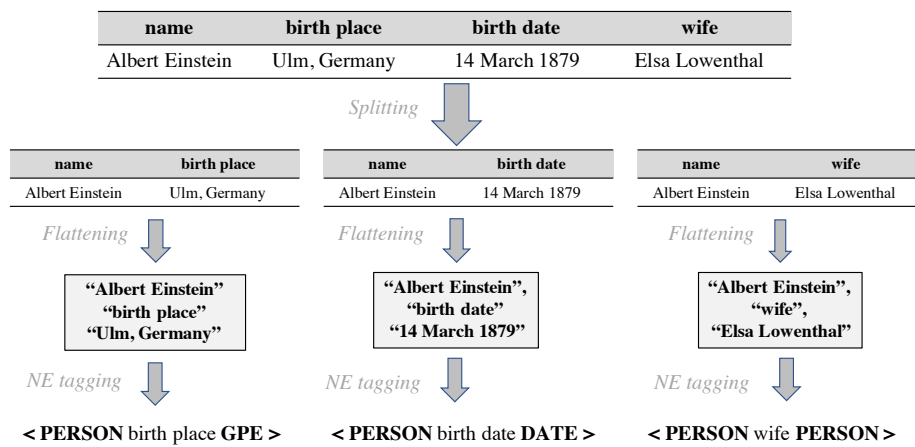 name birth place birth date wife
Albert Einstein Ulm, Germany 14 March 1879 Elsa Lowenthal
Splitting
name birth place name birth date name wife
Albert Einstein Ulm, Germany Albert Einstein 14 March 1879 Albert Einstein Elsa Lowenthal
Flattening Flattening Flattening
“Albert Einstein”
“birth place”
“Ulm, Germany”
“Albert Einstein”,
“birth date”
“14 March 1879”
“Albert Einstein”,
“wife”,
“Elsa Lowenthal”
NE tagging NE tagging NE tagging
< PERSON birth place GPE > < PERSON birth date DATE > < PERSON wife PERSON >